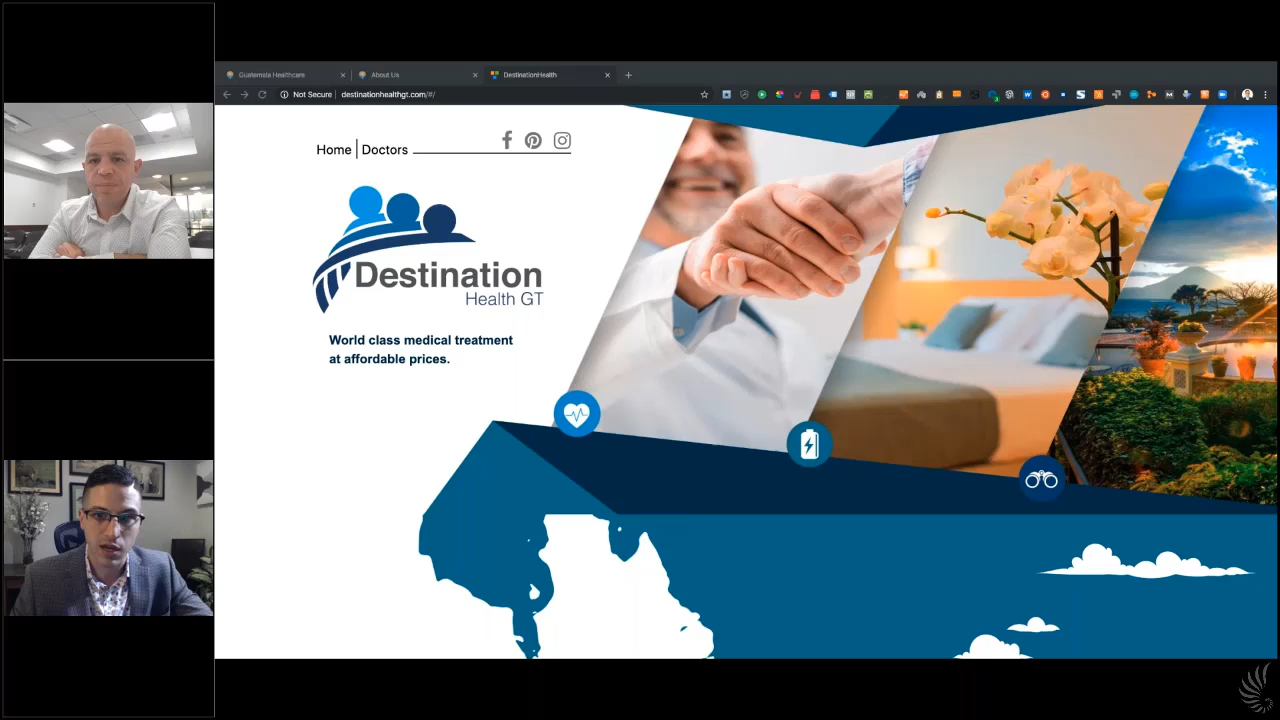 Guatemala Healthcare
About Us
DestinationHealth
Not Secure
destinationhealthgt.com/#/
Home
Doctors
Destination
Health GT
World class medical treatment
at affordable prices.